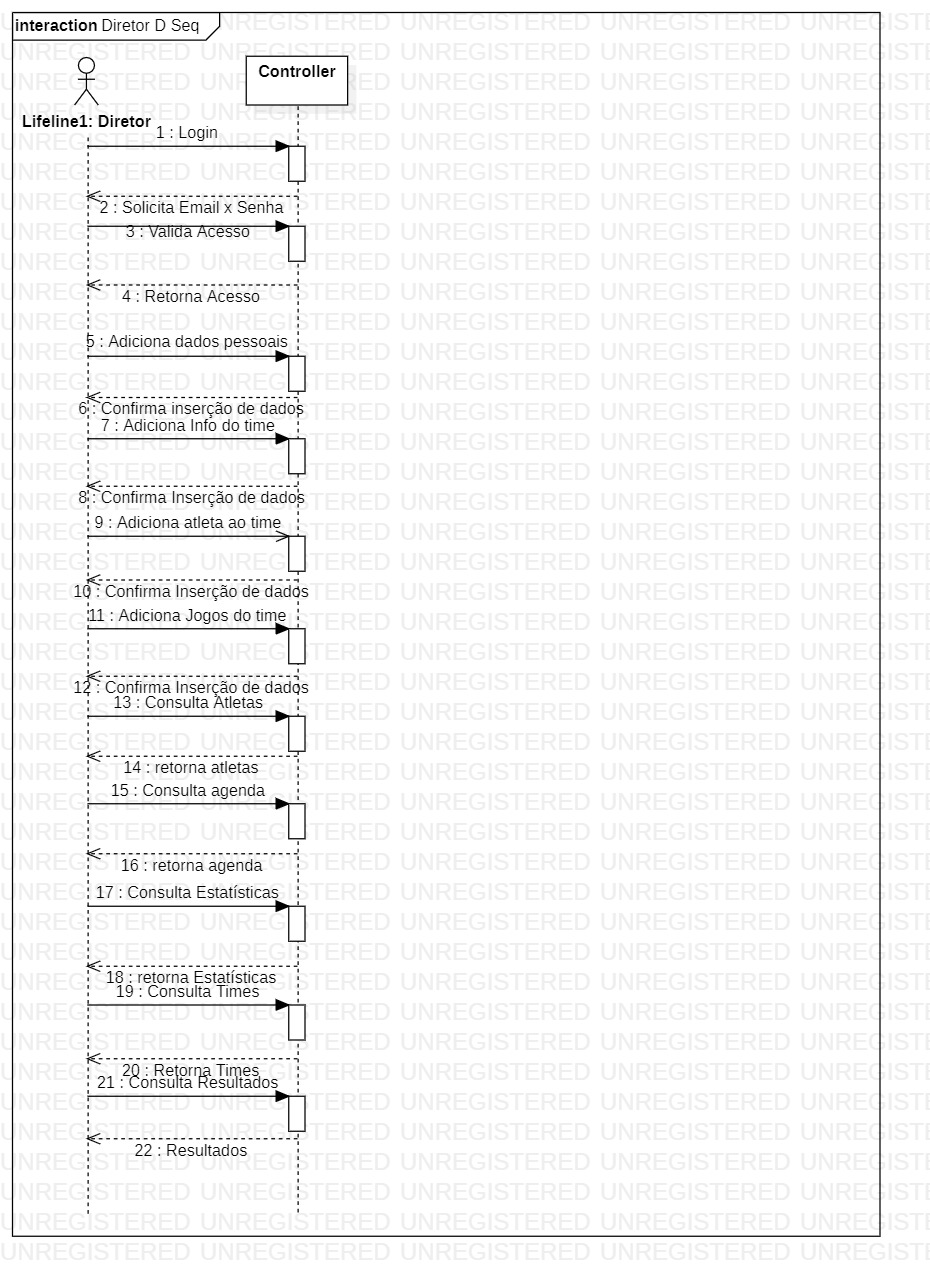 interaction Diretor D Seq
Controller
Lifeline1: Diretor
1 : Login
2 : Solicita Email x Senha
3 : Valida Acesso
4 : Retorna Acesso
5 : Adiciona dados pessoais
6 : Confirma inserção de dados
7 : Adiciona Info do time
8 : Confirma Inserção de dados
9 : Adiciona atleta ao time
10 : Confirma Inserção de dados
11 : Adiciona Jogos do time
12 : Confirma Inserção de dados
13 : Consulta Atletas
14 : retorna atletas
15 : Consulta agenda
16 : retorna agenda
17 : Consulta Estatísticas
18 : retorna Estatísticas
19 : Consulta Times
20 : Retorna Times
21 : Consulta Resultados
22 : Resultados
UNREGISTERED